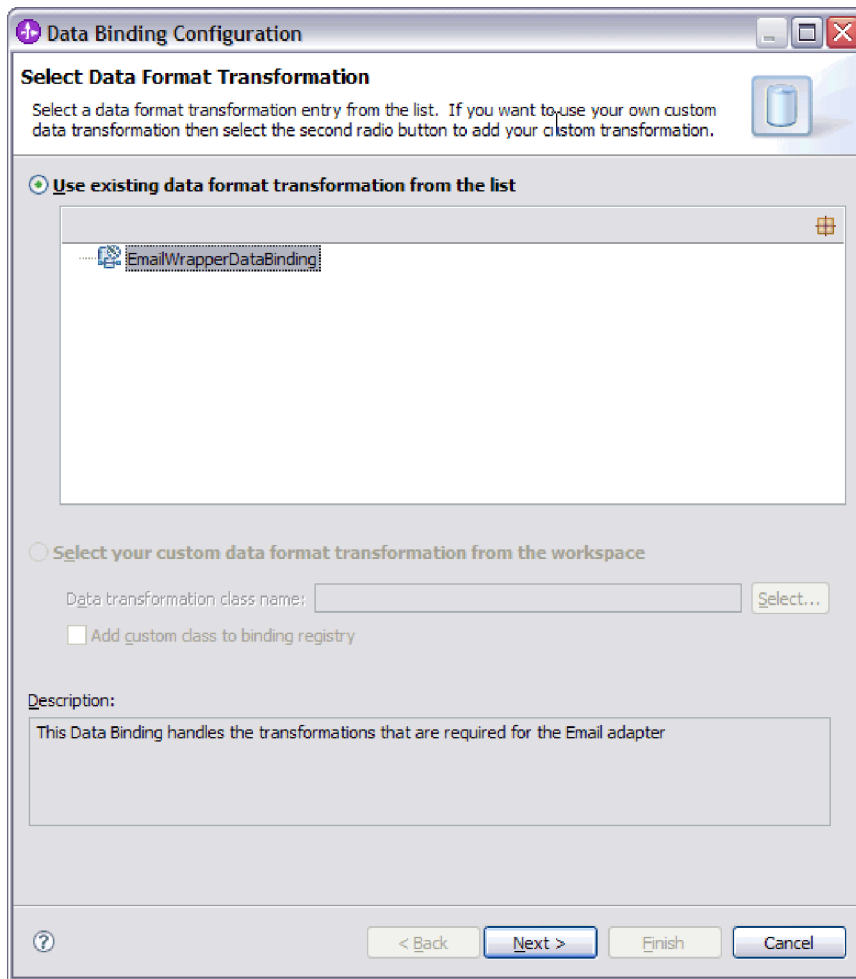 Data Binding Configuration
Select Data Format Transformation
Select a data format transformation entry from the list. If you want to use your own custom
data transformation then select the second radio button to add your custom transformation.
Use existing data format transformation from the list
EmailWrapperDataBinding
Select your custom data format transformation from the workspace
Data transformation class name:
Select...
Add custom class to binding registry
Description:
This Data Binding handles the transformations that are required for the Email adapter
?
< Back
Next >
Finish
Cancel